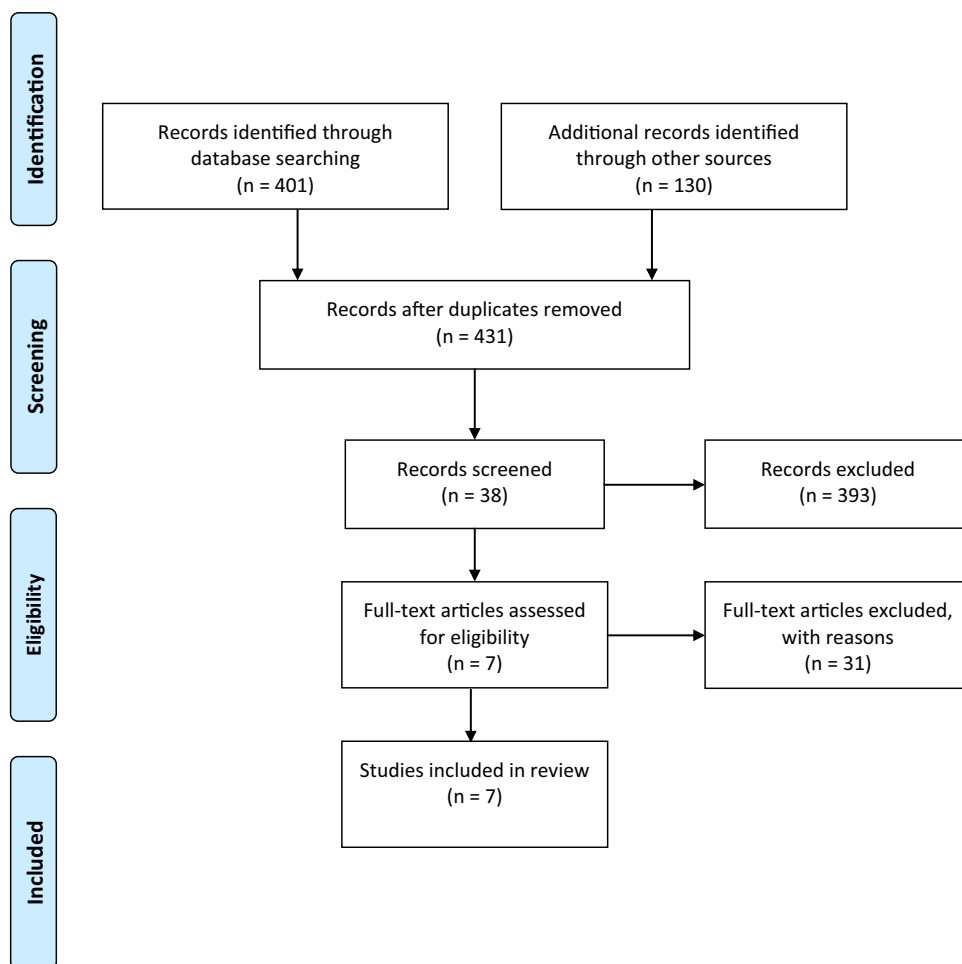 Identification
Records identified through
database searching
(n = 401)
Additional records identified
through other sources
(n = 130)
Screening
Records after duplicates removed
(n = 431)
Records screened
(n = 38)
Records excluded
(n = 393)
Eligibility
Full-text articles assessed
for eligibility
(n = 7)
Full-text articles excluded,
with reasons
(n = 31)
Included
Studies included in review
(n = 7)